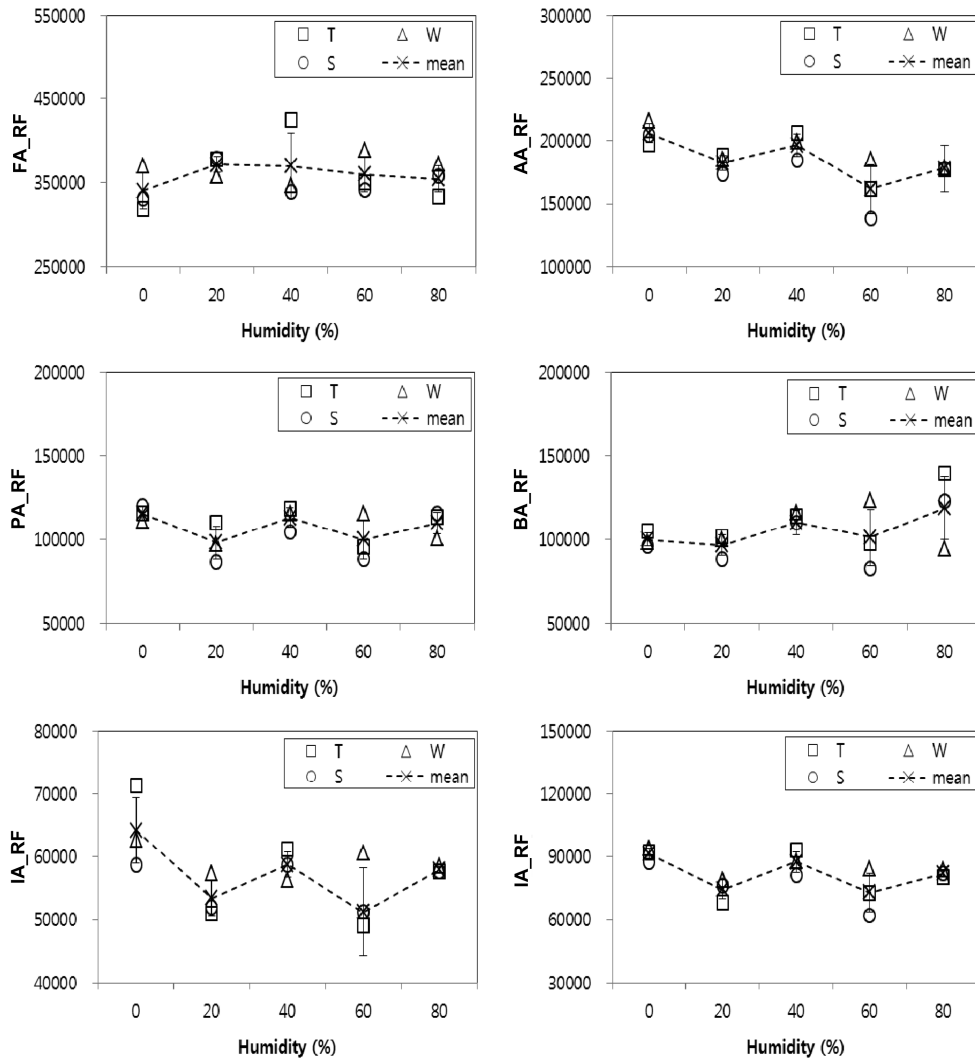 550000
450000
350000
250000
FA_RF
T W
S mean
0 20 40 60 80
Humidity (%)
300000
250000
200000
150000
100000
AA_RF
T W
S mean
0 20 40 60 80
Humidity (%)
200000
150000
100000
50000
PA_RF
T W
S mean
0 20 40 60 80
Humidity (%)
200000
150000
100000
50000
BA_RF
T W
S mean
0 20 40 60 80
Humidity (%)
80000
70000
60000
50000
40000
IA_RF
T W
S mean
0 20 40 60 80
Humidity (%)
150000
120000
90000
60000
30000
IA_RF
T W
S mean
0 20 40 60 80
Humidity (%)